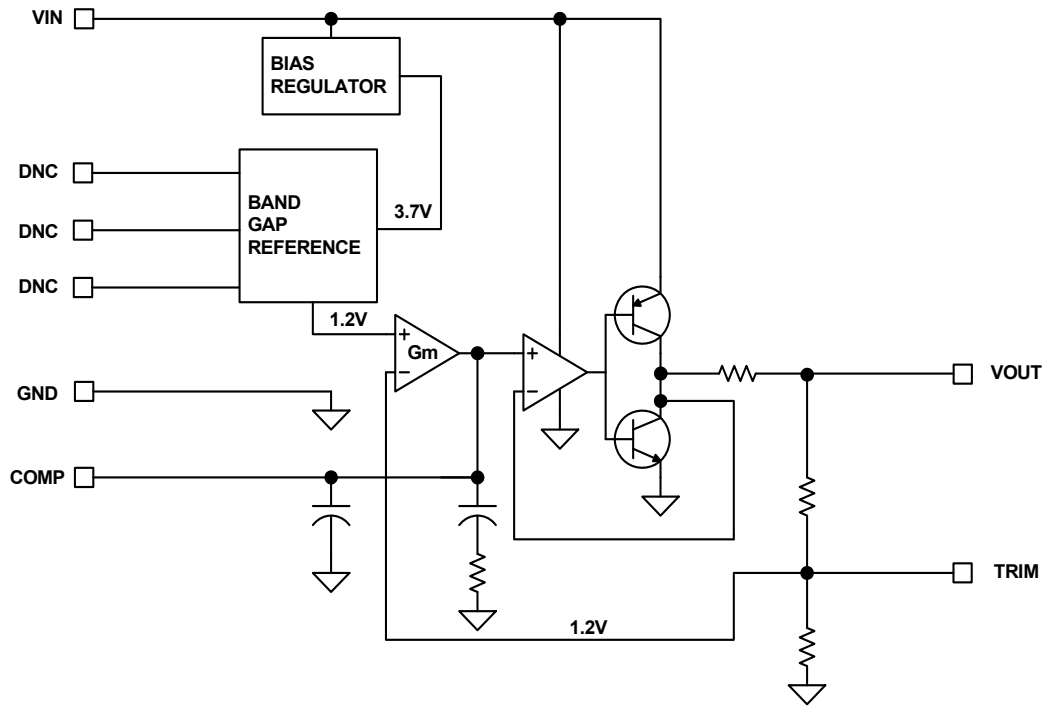 VIN
BIAS
REGULATOR
DNC
BAND
GAP
REFERENCE
3.7V
DNC
DNC
1.2V
+
Gm
−
+
−
VOUT
GND
COMP
TRIM
1.2V